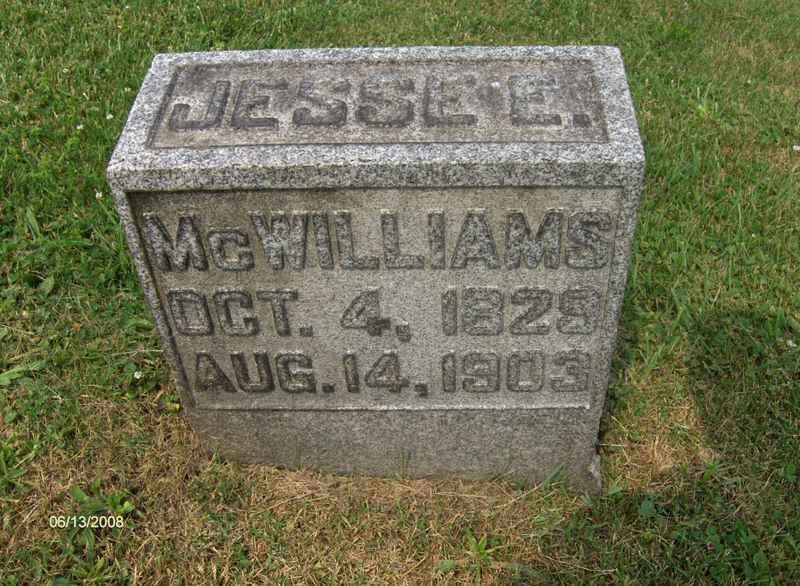 JESSE E.
McWILLIAMS
OCT. 4, 1829
AUG. 14, 1903
06/13/2008